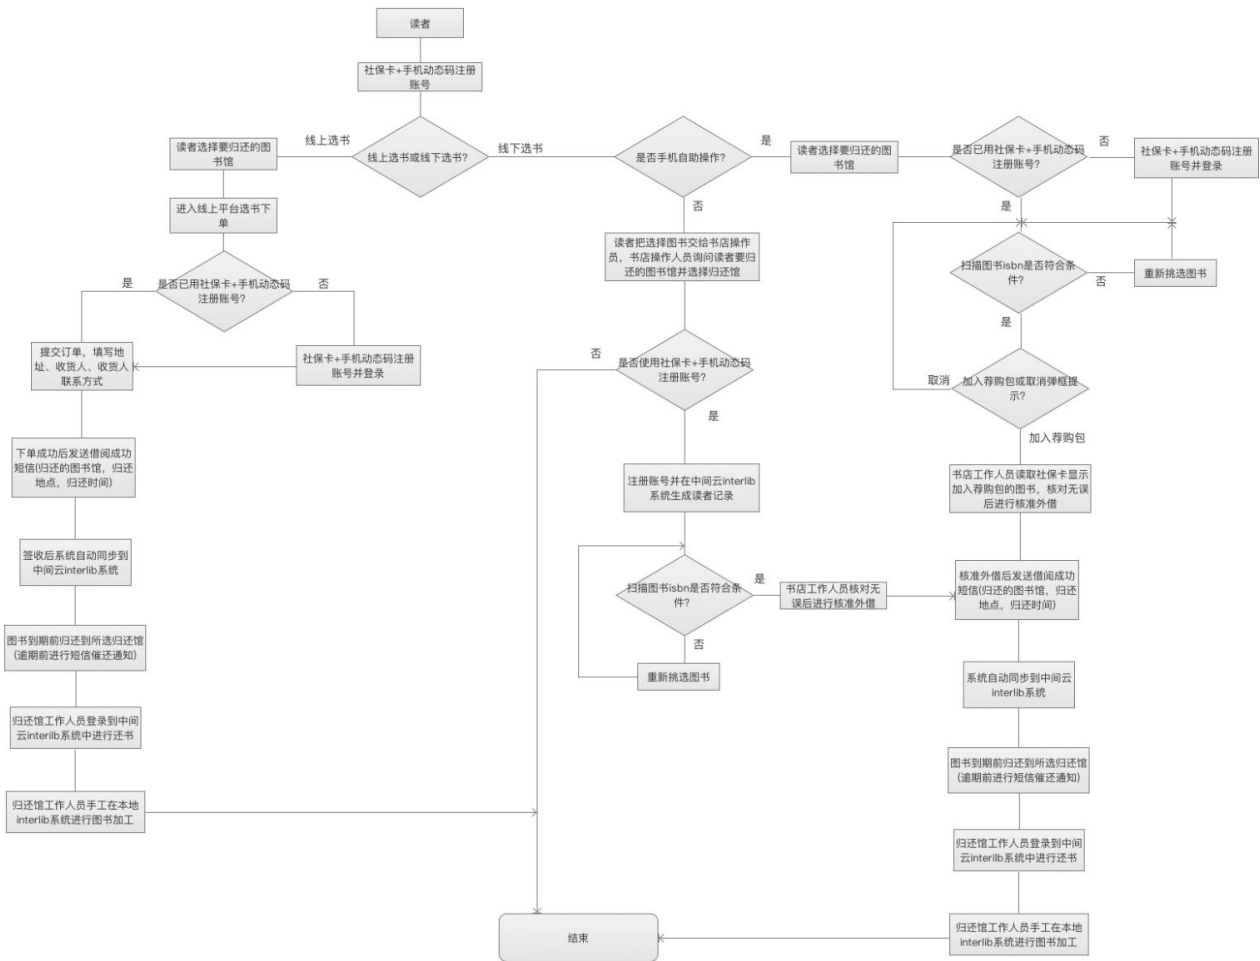 读者
社保卡+手机动态码注册
账号
线上选书或线下选书？
线上选书
线下选书
读者选择要归还的图
书馆
进入线上平台选书下
单
是否已用社保卡+手机动态码
注册账号？
是
否
社保卡+手机动态码注册
账号并登录
提交订单，填写地
址、收货人、收货人
联系方式
下单成功后发送借阅成功
短信(归还的图书馆，归还
地点，归还时间)
签收后系统自动同步到
中间云interlib系统
图书到期前归还到所选归还馆
(逾期前进行短信催还通知)
归还馆工作人员登录到中间
云interilb系统中进行还书
归还馆工作人员手工在本地
interlib系统进行图书加工
是否手机自助操作？
是
否
读者把选择图书交给书店操作
员，书店操作人员询问读者要归
还的图书馆并选择归还馆
是否使用社保卡+手机动态码
注册账号？
否
是
注册账号并在中间云interlib
系统生成读者记录
扫描图书isbn是否符合条
件？
是
否
重新挑选图书
书店工作人员核对无
误后进行核准外借
读者选择要归还的图
书馆
是否已用社保卡+手机动态码
注册账号？
否
是
社保卡+手机动态码注册
账号并登录
扫描图书isbn是否符合条
件？
否
是
重新挑选图书
加入荐购包或取消弹框提
示？
取消
加入荐购包
书店工作人员读取社保卡显示
加入荐购包的图书，核对无误
后进行核准外借
核准外借后发送借阅成功
短信(归还的图书馆，归还
地点，归还时间)
系统自动同步到中间云
interlib系统
图书到期前归还到所选归还馆
(逾期前进行短信催还通知)
归还馆工作人员登录到中间
云interilb系统中进行还书
归还馆工作人员手工在本地
interlib系统进行图书加工
结束